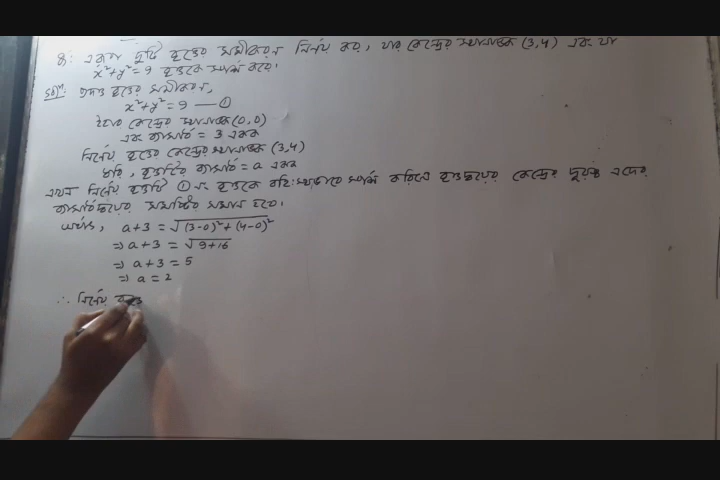 Q: এমন দুটি বৃত্তের সমীকরণ নির্ণয় কর, যার কেন্দ্রের স্থানাঙ্ক (3,4) এবং যা
x²+y²=9 বৃত্তকে স্পর্শ করে।
Solⁿ: প্রদত্ত বৃত্তের সমীকরণ,
x²+y²=9 — ①
ইহার কেন্দ্রের স্থানাঙ্ক (0,0)
এবং ব্যাসার্ধ = 3 একক
নির্ণেয় বৃত্তের কেন্দ্রের স্থানাঙ্ক (3,4)
ধরি, বৃত্তটির ব্যাসার্ধ = a একক
এখন নির্ণেয় বৃত্তটি ① নং বৃত্তকে বহিঃস্থভাবে স্পর্শ করিলে বৃত্তদ্বয়ের কেন্দ্রের দূরত্ব এদের
ব্যাসার্ধদ্বয়ের সমষ্টির সমান হবে।
অর্থাৎ, a+3 = √(3-0)²+(4-0)²
⇒ a+3 = √9+16
⇒ a+3 = 5
⇒ a = 2
∴ নির্ণেয়